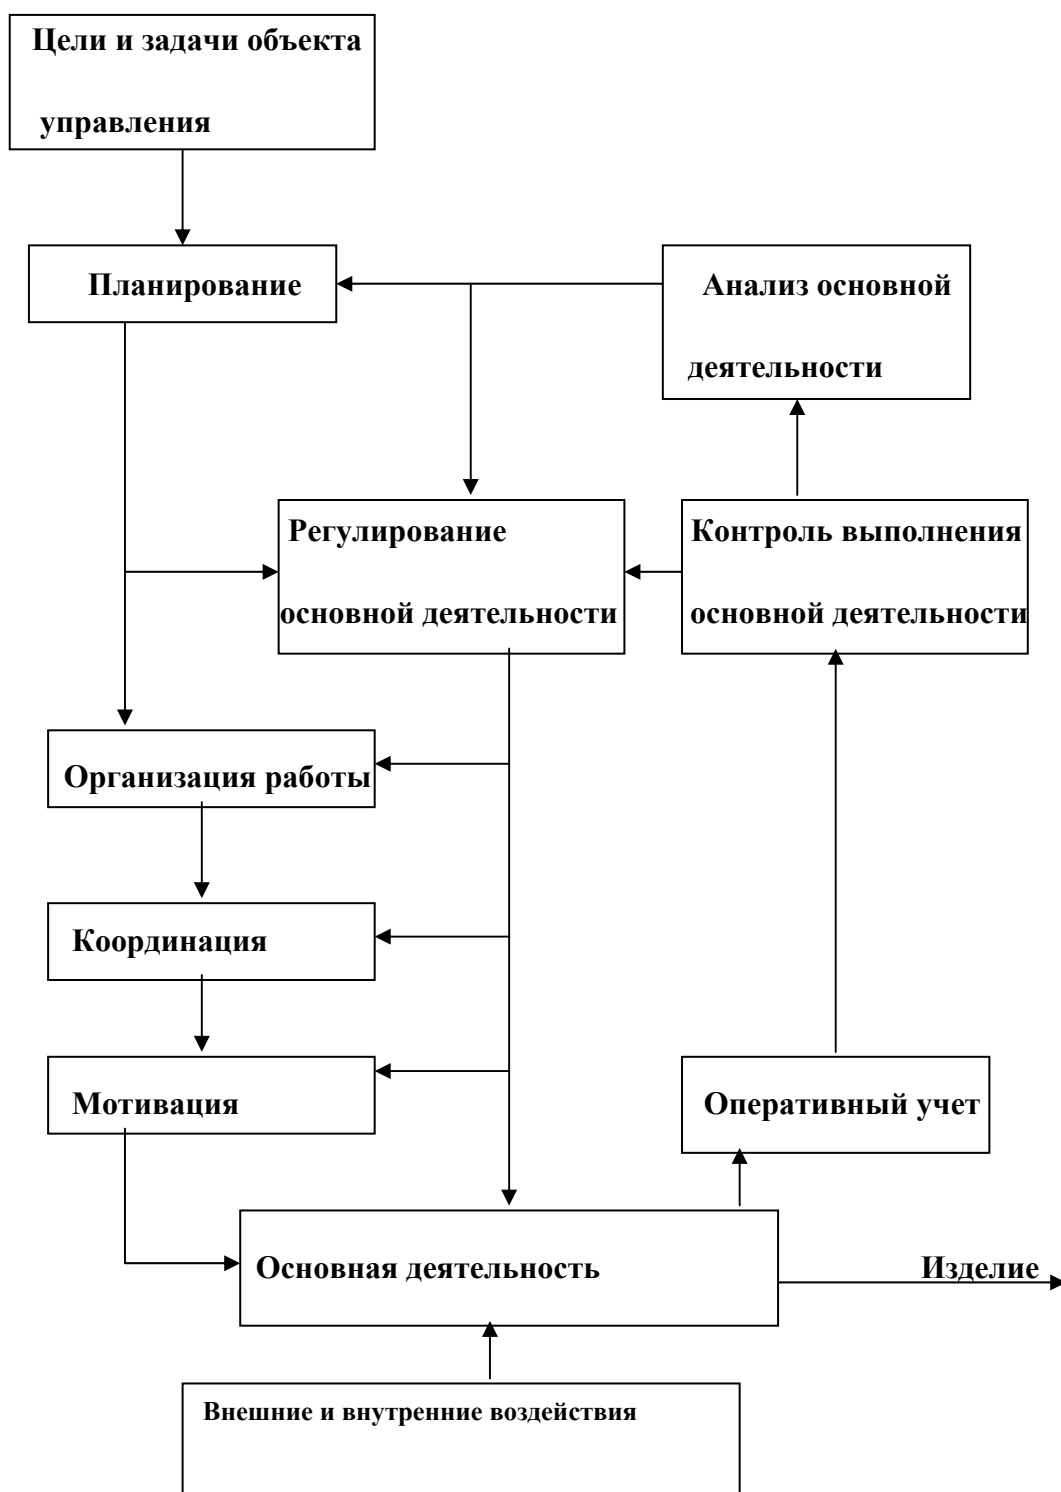 Цели и задачи объекта
управления
Планирование
Анализ основной
деятельности
Регулирование
основной деятельности
Контроль выполнения
основной деятельности
Организация работы
Координация
Мотивация
Оперативный учет
Основная деятельность
Изделие
Внешние и внутренние воздействия